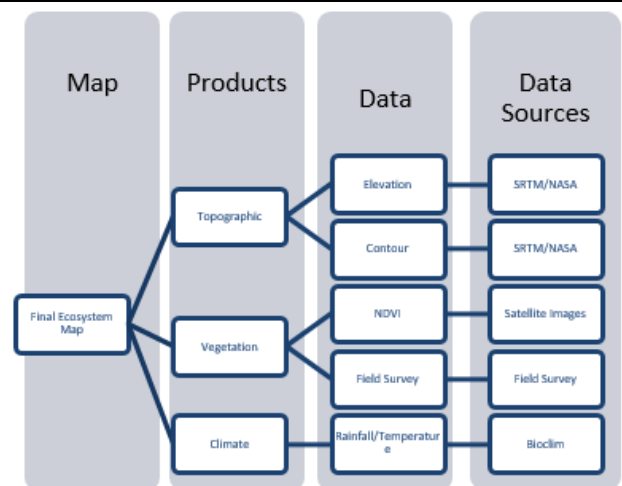 Map
Products
Data
Data
Sources
Elevation
SRTM/NASA
Topographic
Contour
SRTM/NASA
Final Ecosystem
Map
NDVI
Satellite Images
Vegetation
Field Survey
Field Survey
Climate
Rainfall/Temperatur
e
Bioclim